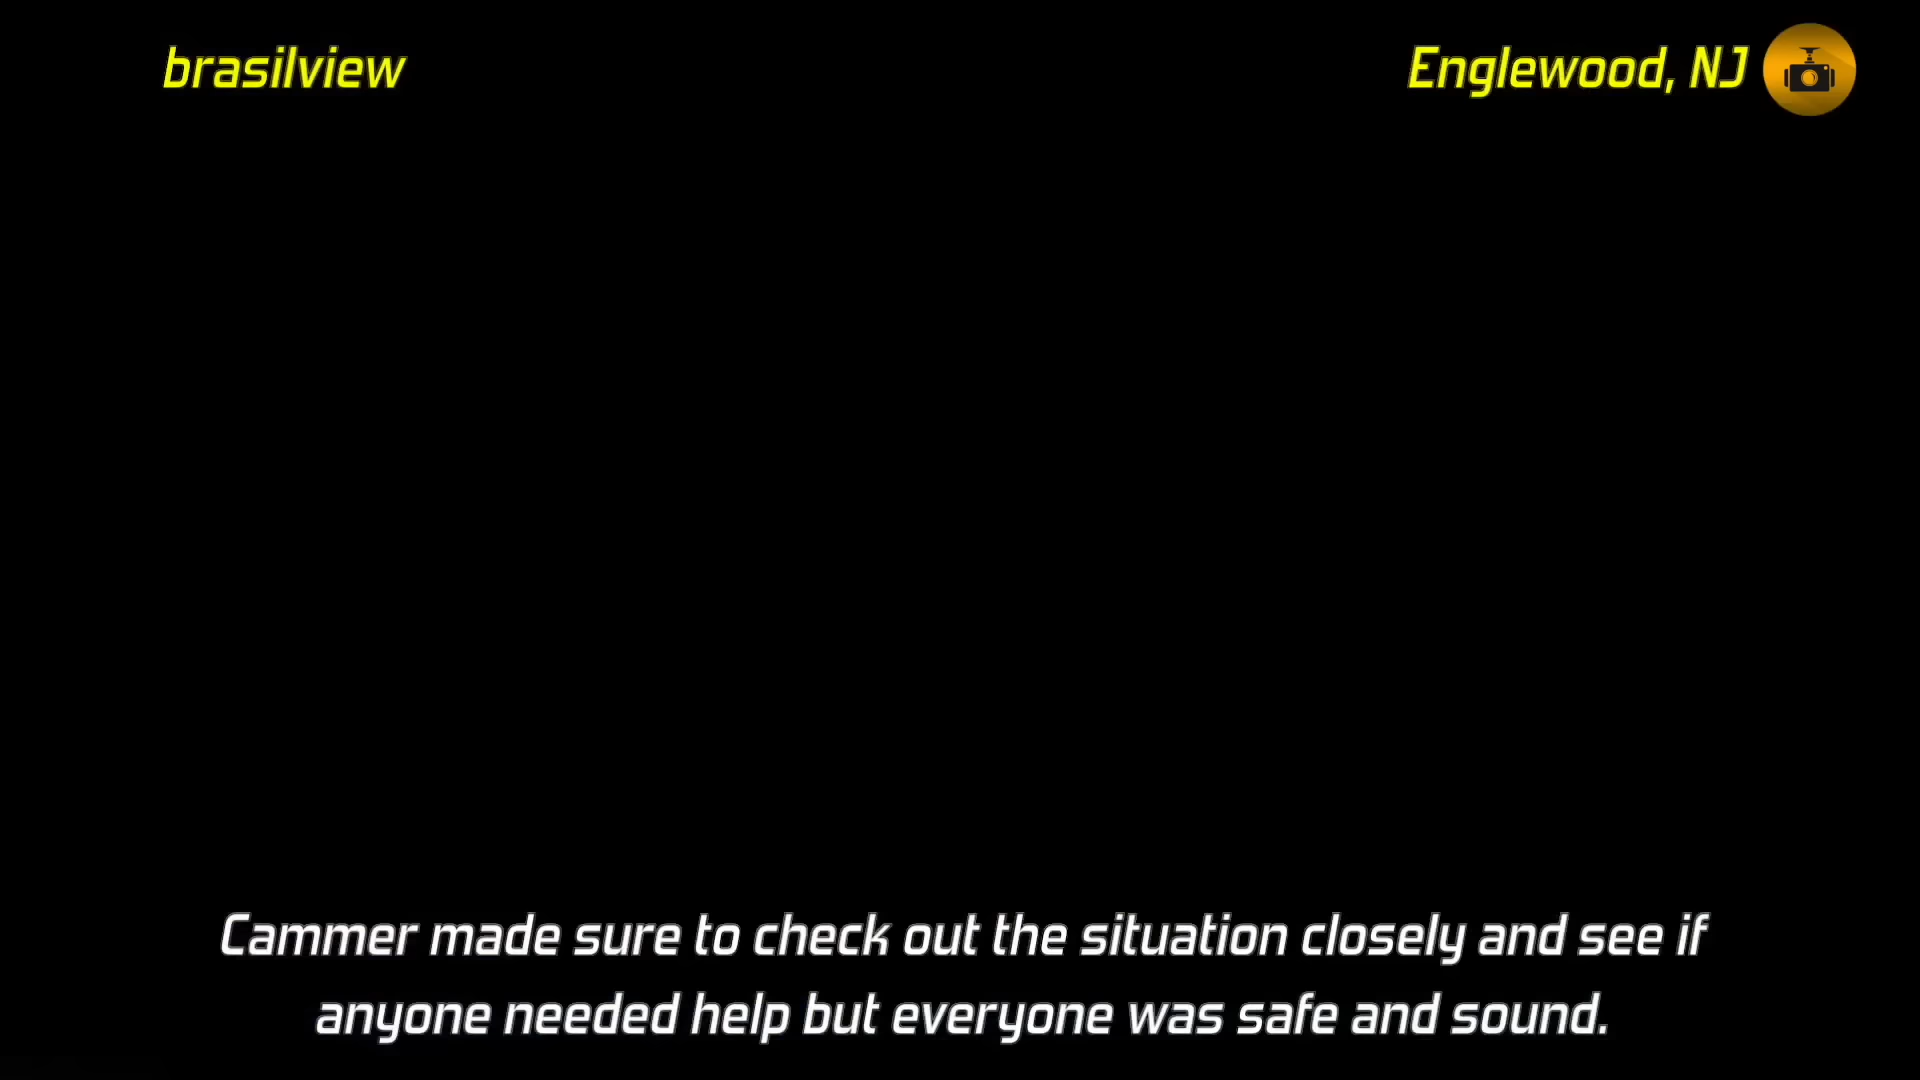 brasilview
Englewood, NJ
Cammer made sure to check out the situation closely and see if
anyone needed help but everyone was safe and sound.